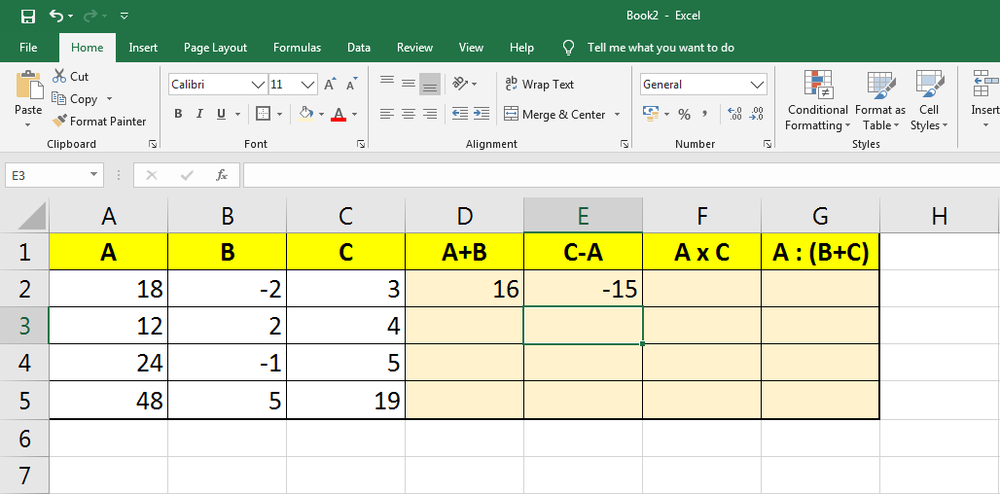 Book2 - Excel
File Home Insert Page Layout Formulas Data Review View Help Tell me what you want to do
Paste
Cut
Copy
Format Painter
Clipboard
Calibri 11 A A
B I U A
Font
ab
Wrap Text
Merge & Center
Alignment
General
% , .00 .00
Number
Conditional Formatting
Format as Table
Cell Styles
Styles
Insert
E3 fx
A B C D E F G H
1 A B C A+B C-A A x C A : (B+C)
2 18 -2 3 16 -15
3 12 2 4
4 24 -1 5
5 48 5 19
6
7